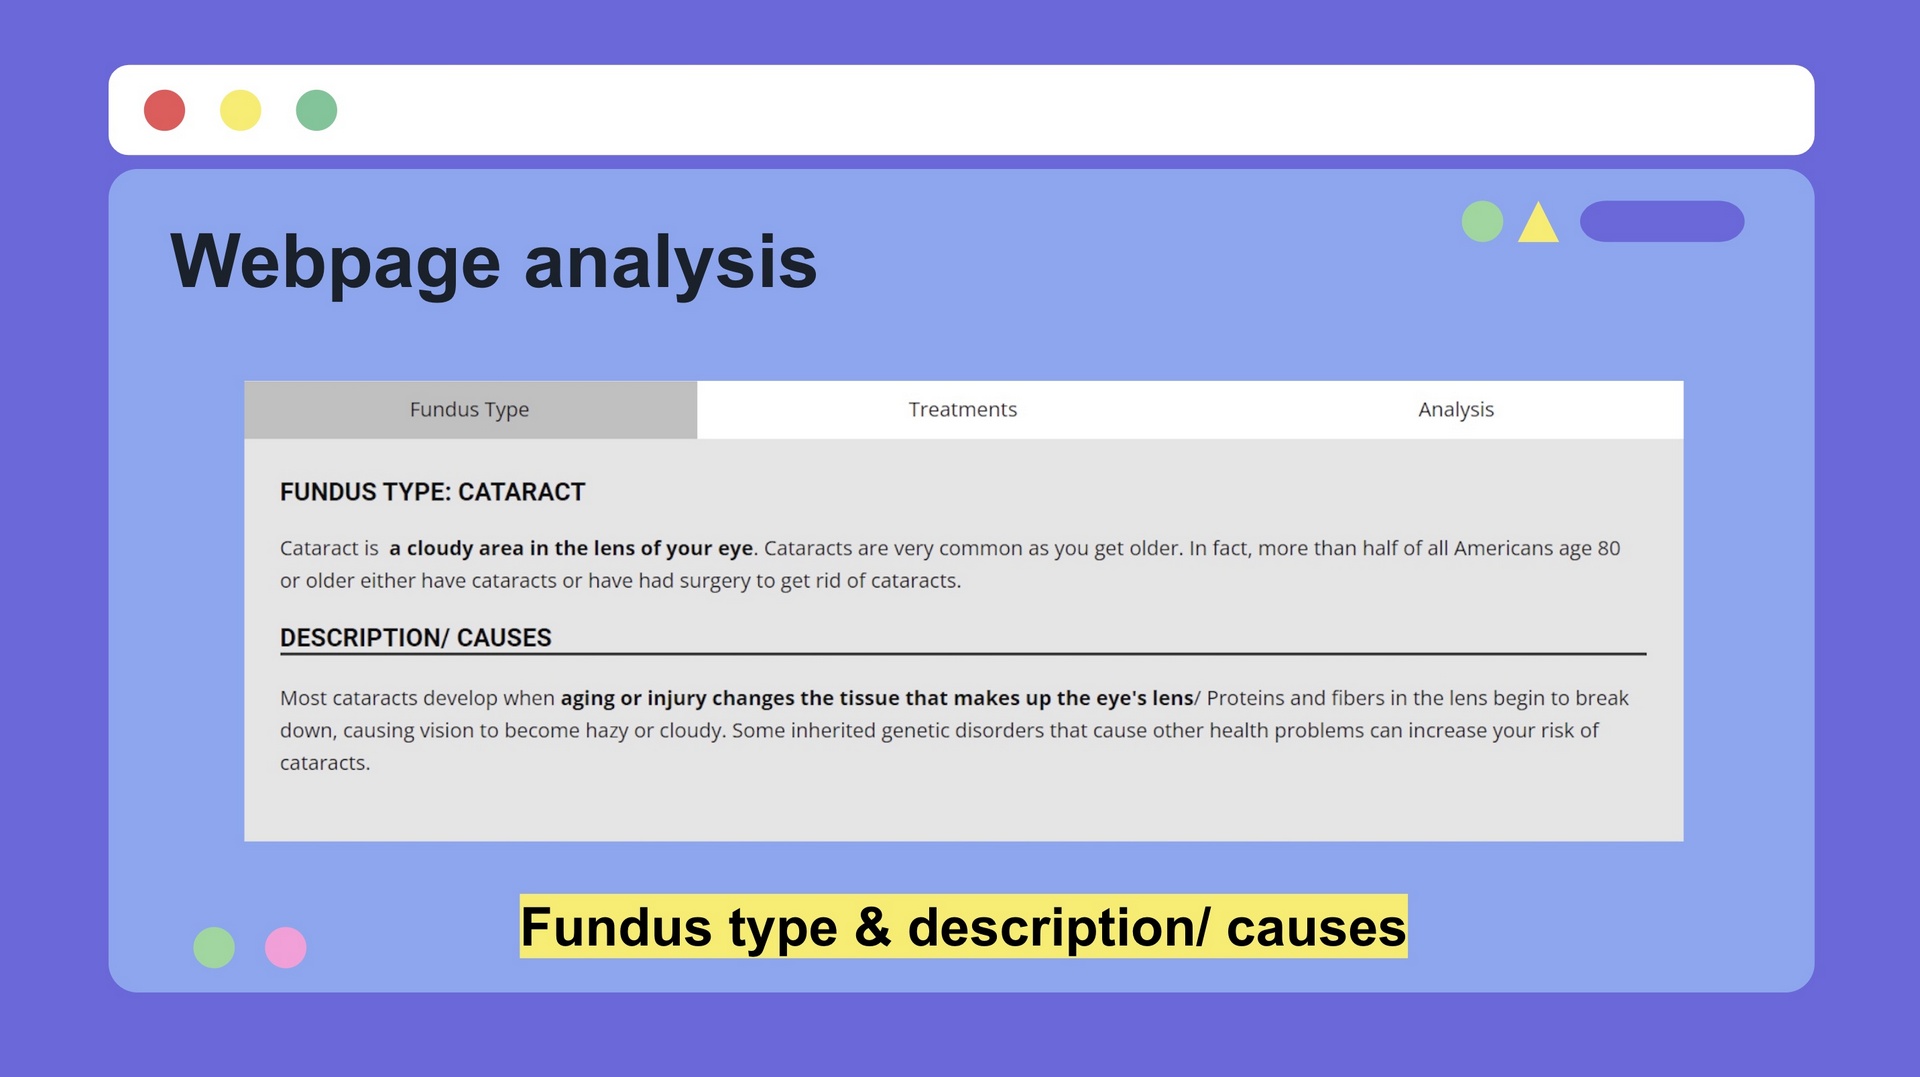 Webpage analysis
Fundus Type
Treatments
Analysis
FUNDUS TYPE: CATARACT
Cataract is a cloudy area in the lens of your eye. Cataracts are very common as you get older. In fact, more than half of all Americans age 80
or older either have cataracts or have had surgery to get rid of cataracts.
DESCRIPTION/ CAUSES
Most cataracts develop when aging or injury changes the tissue that makes up the eye's lens/ Proteins and fibers in the lens begin to break
down, causing vision to become hazy or cloudy. Some inherited genetic disorders that cause other health problems can increase your risk of
cataracts.
Fundus type & description/ causes